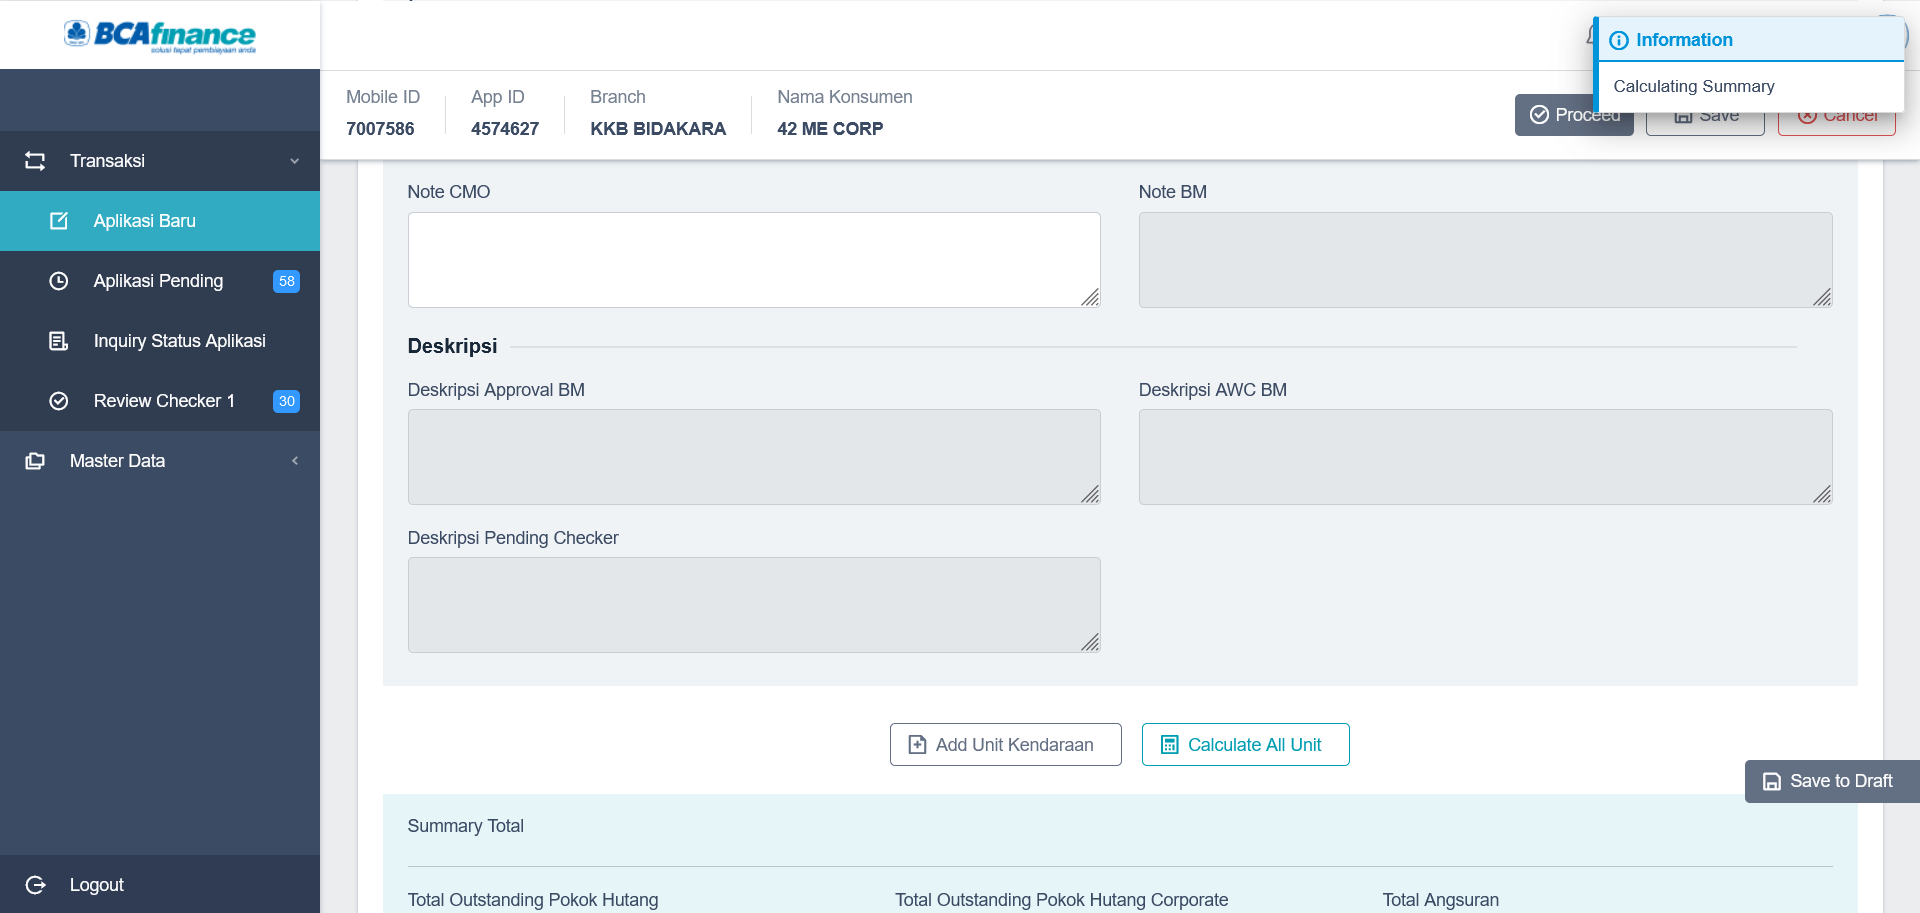 BCAfinance
solusi tepat pembiayaan anda
Transaksi
Aplikasi Baru
Aplikasi Pending 58
Inquiry Status Aplikasi
Review Checker 1 30
Master Data
Logout
Mobile ID
7007586
App ID
4574627
Branch
KKB BIDAKARA
Nama Konsumen
42 ME CORP
Proceed
Save
Cancel
Information
Calculating Summary
Note CMO
Note BM
Deskripsi
Deskripsi Approval BM
Deskripsi AWC BM
Deskripsi Pending Checker
Add Unit Kendaraan
Calculate All Unit
Save to Draft
Summary Total
Total Outstanding Pokok Hutang
Total Outstanding Pokok Hutang Corporate
Total Angsuran